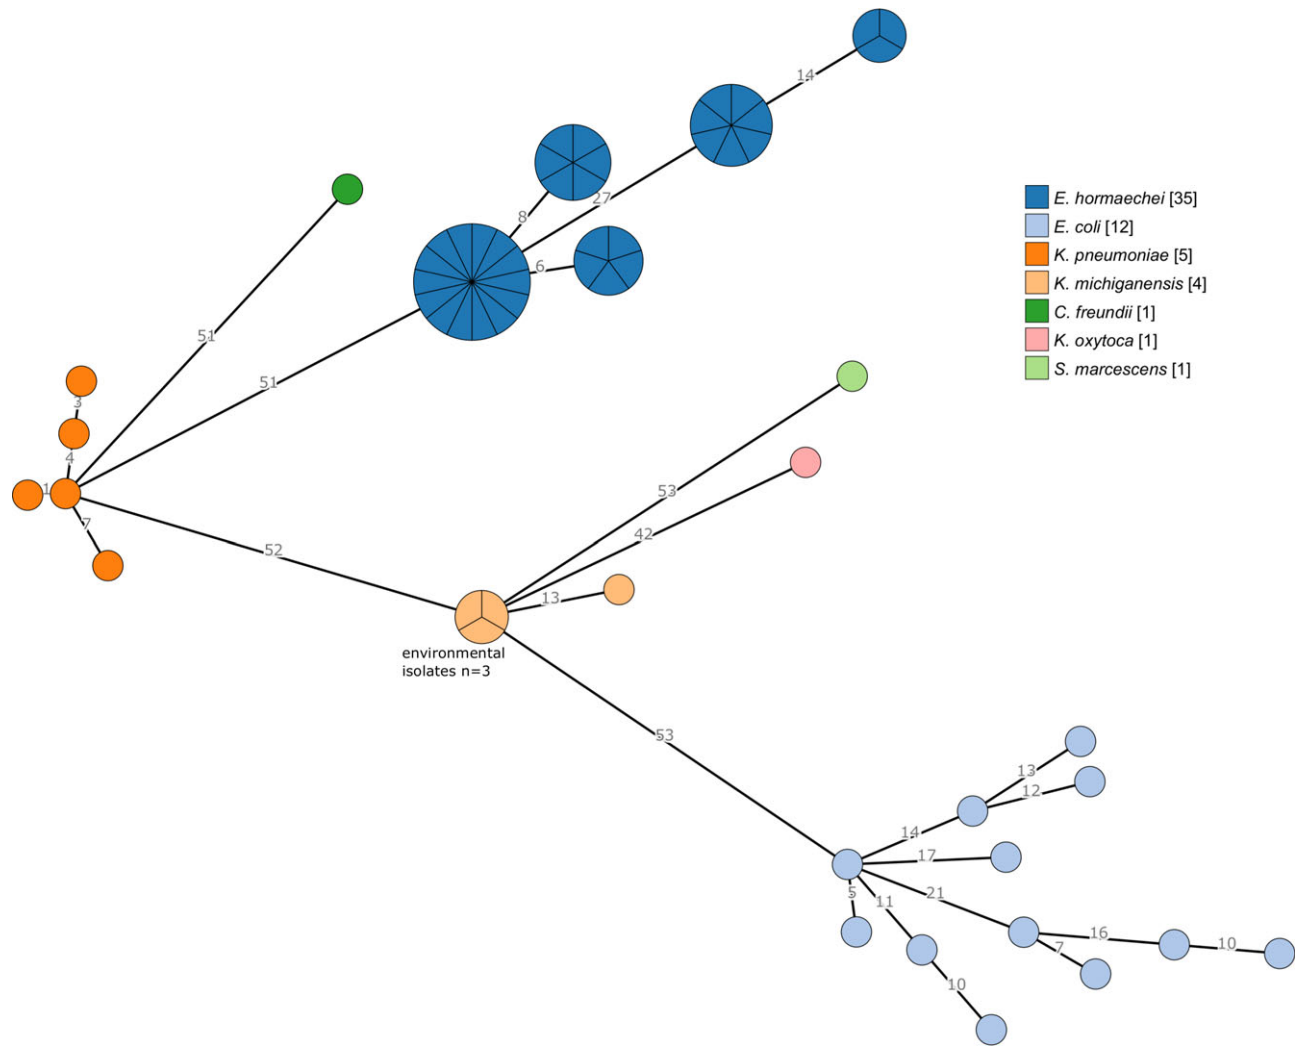 14
27
8
6
51
51
E. hormaechei [35]
E. coli [12]
K. pneumoniae [5]
K. michiganensis [4]
C. freundii [1]
K. oxytoca [1]
S. marcescens [1]
3
4
1
7
52
53
42
13
environmental
isolates n=3
53
13
12
14
17
5
11
21
16
7
10
10